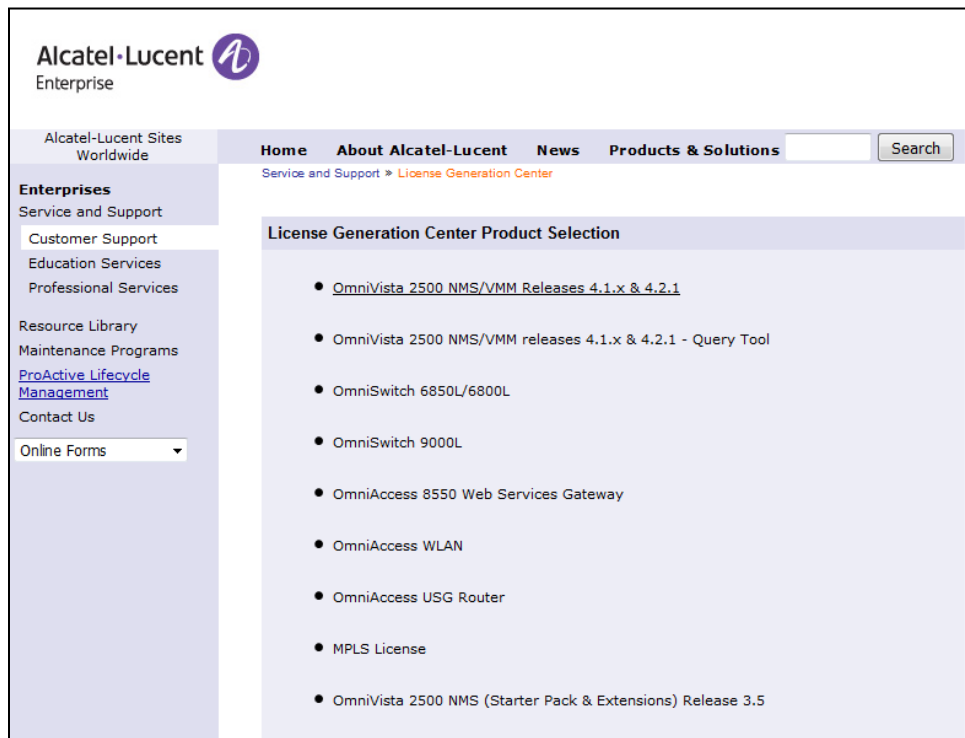 Alcatel·Lucent
Enterprise
Alcatel-Lucent Sites
Worldwide
Home About Alcatel-Lucent News Products & Solutions Search
Service and Support » License Generation Center
Enterprises
Service and Support
Customer Support
Education Services
Professional Services
Resource Library
Maintenance Programs
ProActive Lifecycle
Management
Contact Us
Online Forms
License Generation Center Product Selection
OmniVista 2500 NMS/VMM Releases 4.1.x & 4.2.1
OmniVista 2500 NMS/VMM releases 4.1.x & 4.2.1 - Query Tool
OmniSwitch 6850L/6800L
OmniSwitch 9000L
OmniAccess 8550 Web Services Gateway
OmniAccess WLAN
OmniAccess USG Router
MPLS License
OmniVista 2500 NMS (Starter Pack & Extensions) Release 3.5